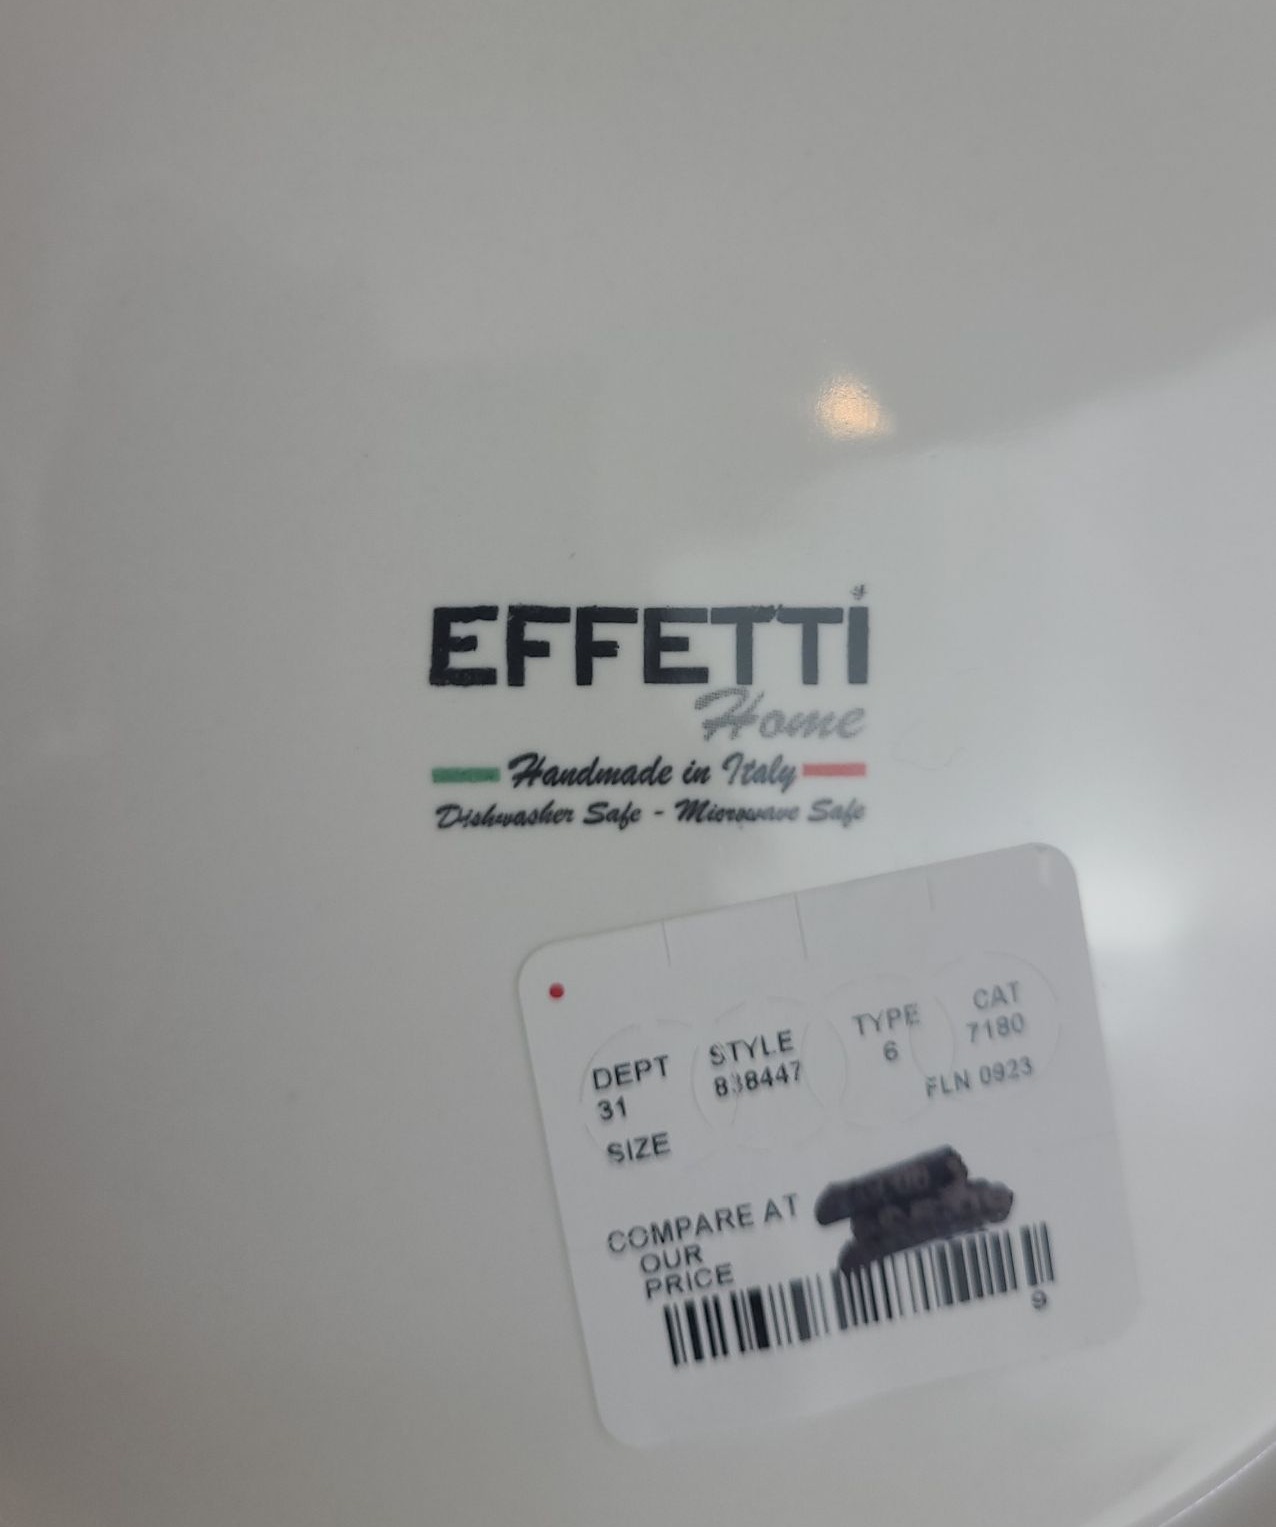 EFFETTI
Home
Handmade in Italy
Dishwasher Safe - Microwave Safe
DEPT STYLE TYPE CAT
31 838447 6 7180
FLN 0923
SIZE
COMPARE AT
OUR
PRICE
9